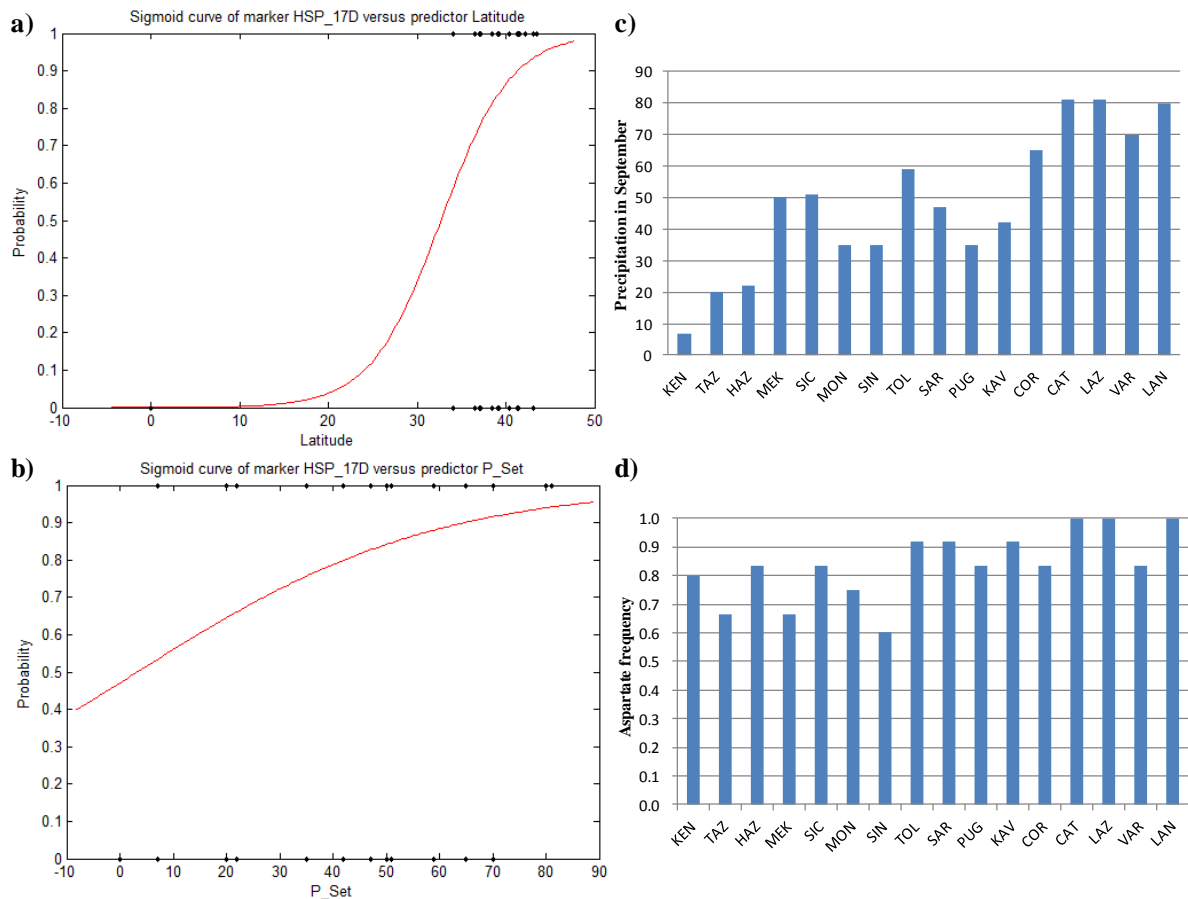 a)
Sigmoid curve of marker HSP_17D versus predictor Latitude
1
0.9
0.8
0.7
0.6
0.5
0.4
0.3
0.2
0.1
0
Probability
-10
0
10
20
30
40
50
Latitude
b)
Sigmoid curve of marker HSP_17D versus predictor P_Set
1
0.9
0.8
0.7
0.6
0.5
0.4
0.3
0.2
0.1
0
Probability
-10
0
10
20
30
40
50
60
70
80
90
P_Set
c)
90
80
70
60
50
40
30
20
10
0
Precipitation in September
KEN
TAZ
HAZ
MEK
SIC
MON
SIN
TOL
SAR
PUG
KAV
COR
CAT
LAZ
VAR
LAN
d)
1.0
0.9
0.8
0.7
0.6
0.5
0.4
0.3
0.2
0.1
0.0
Aspartate frequency
KEN
TAZ
HAZ
MEK
SIC
MON
SIN
TOL
SAR
PUG
KAV
COR
CAT
LAZ
VAR
LAN